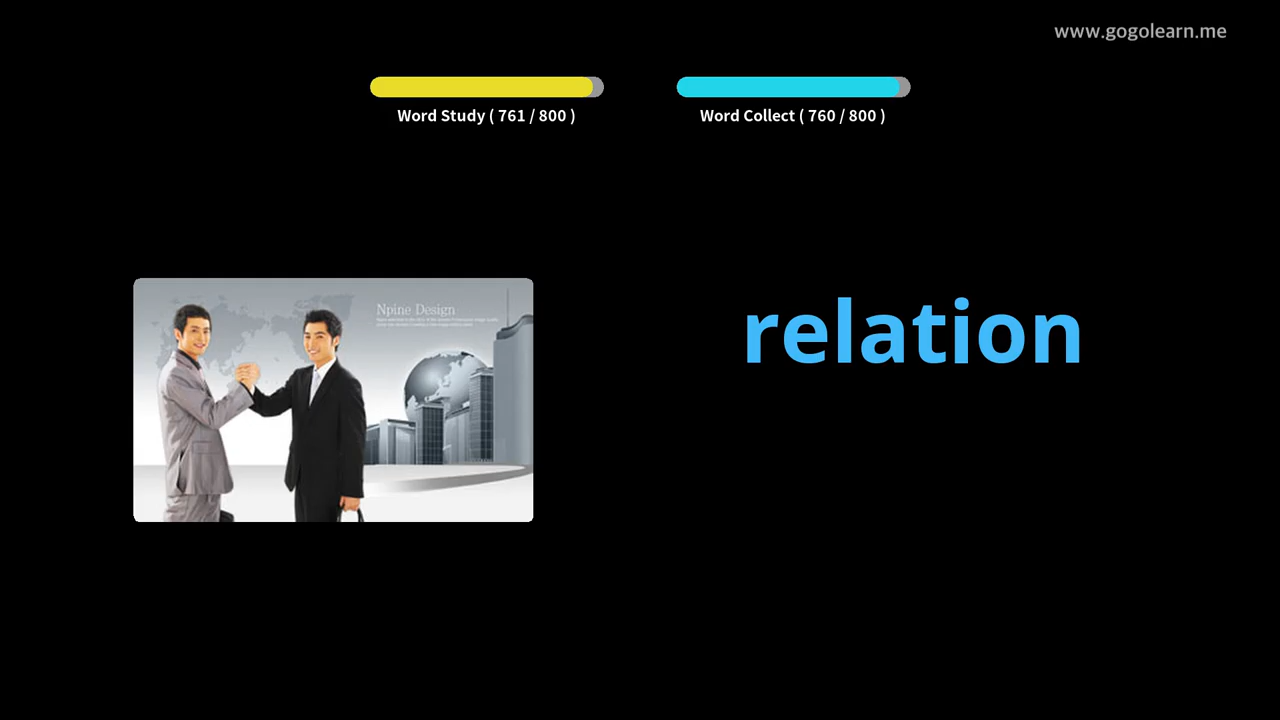 www.gogolearn.me
Word Study ( 761 / 800 )
Word Collect ( 760 / 800 )
Npine Design
relation